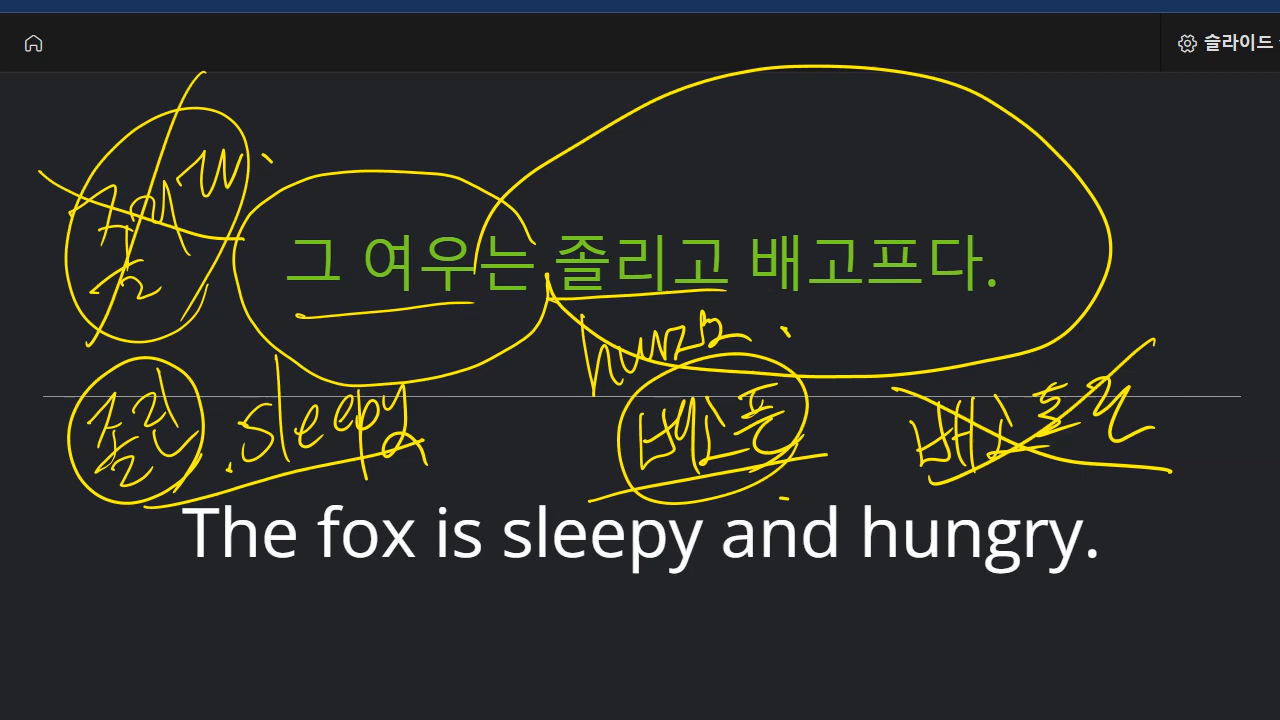 슬라이드
그 여우는 졸리고 배고프다.
hungry
졸린 . sleepy 배고픈
The fox is sleepy and hungry.